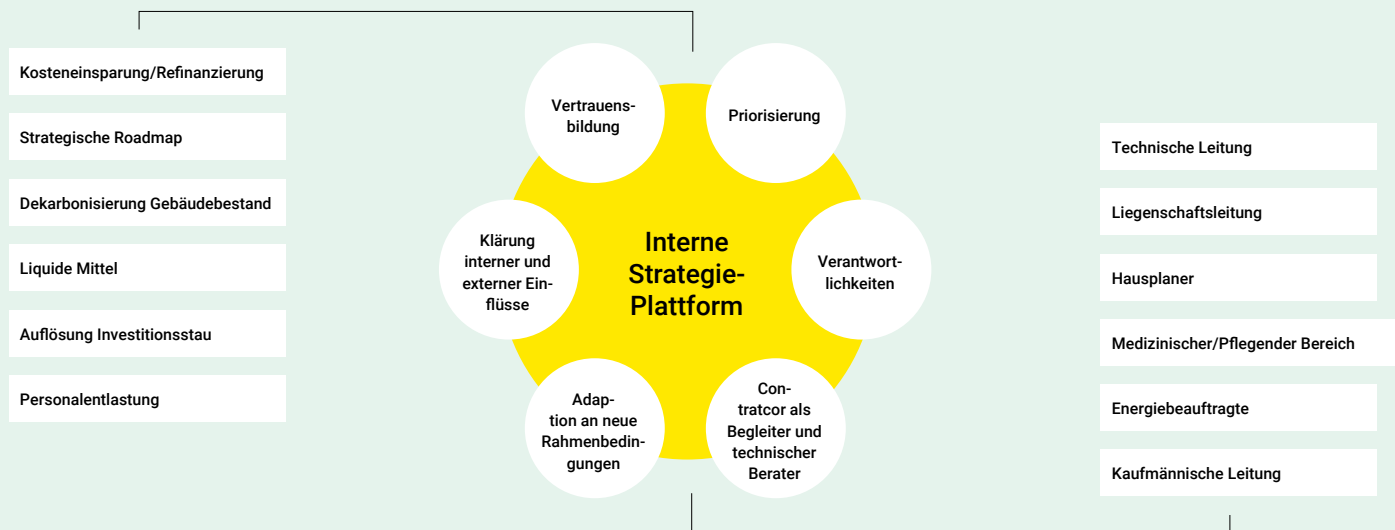 Kosteneinsparung/Refinanzierung
Strategische Roadmap
Dekarbonisierung Gebäudebestand
Liquide Mittel
Auflösung Investitionsstau
Personalentlastung
Vertrauens-
bildung
Priorisierung
Klärung
interner und
externer Ein-
flüsse
Interne
Strategie-
Plattform
Verantwort-
lichkeiten
Adap-
tion an neue
Rahmenbedin-
gungen
Con-
tratcor als
Begleiter und
technischer
Berater
Technische Leitung
Liegenschaftsleitung
Hausplaner
Medizinischer/Pflegender Bereich
Energiebeauftragte
Kaufmännische Leitung